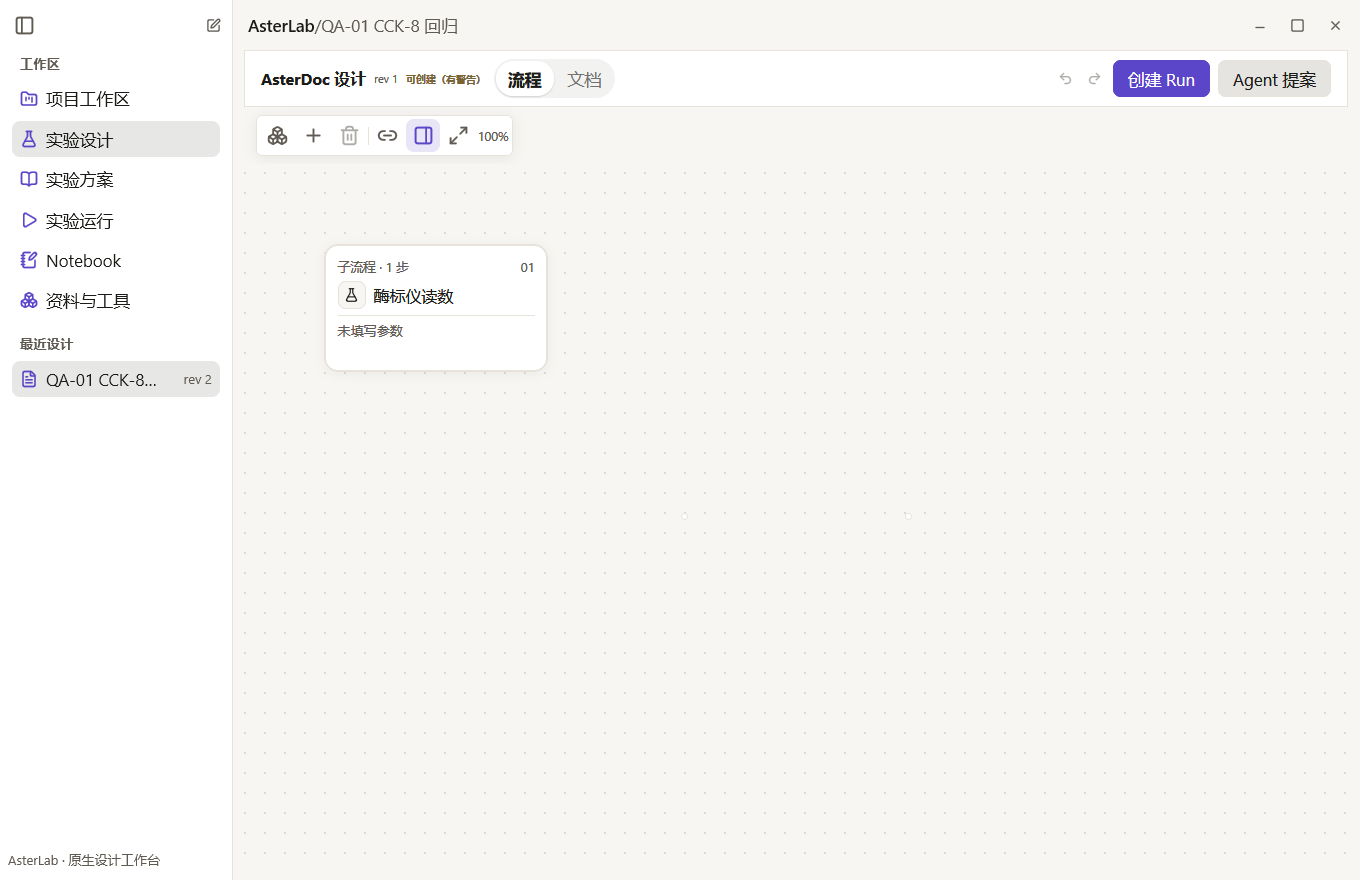 AsterLab/QA-01 CCK-8 回归
工作区
项目工作区
实验设计
实验方案
实验运行
Notebook
资料与工具
最近设计
QA-01 CCK-8... rev 2
AsterLab · 原生设计工作台
AsterDoc 设计 rev 1 可创建（有警告） 流程 文档 创建 Run Agent 提案
100%
子流程 · 1 步 01
酶标仪读数
未填写参数